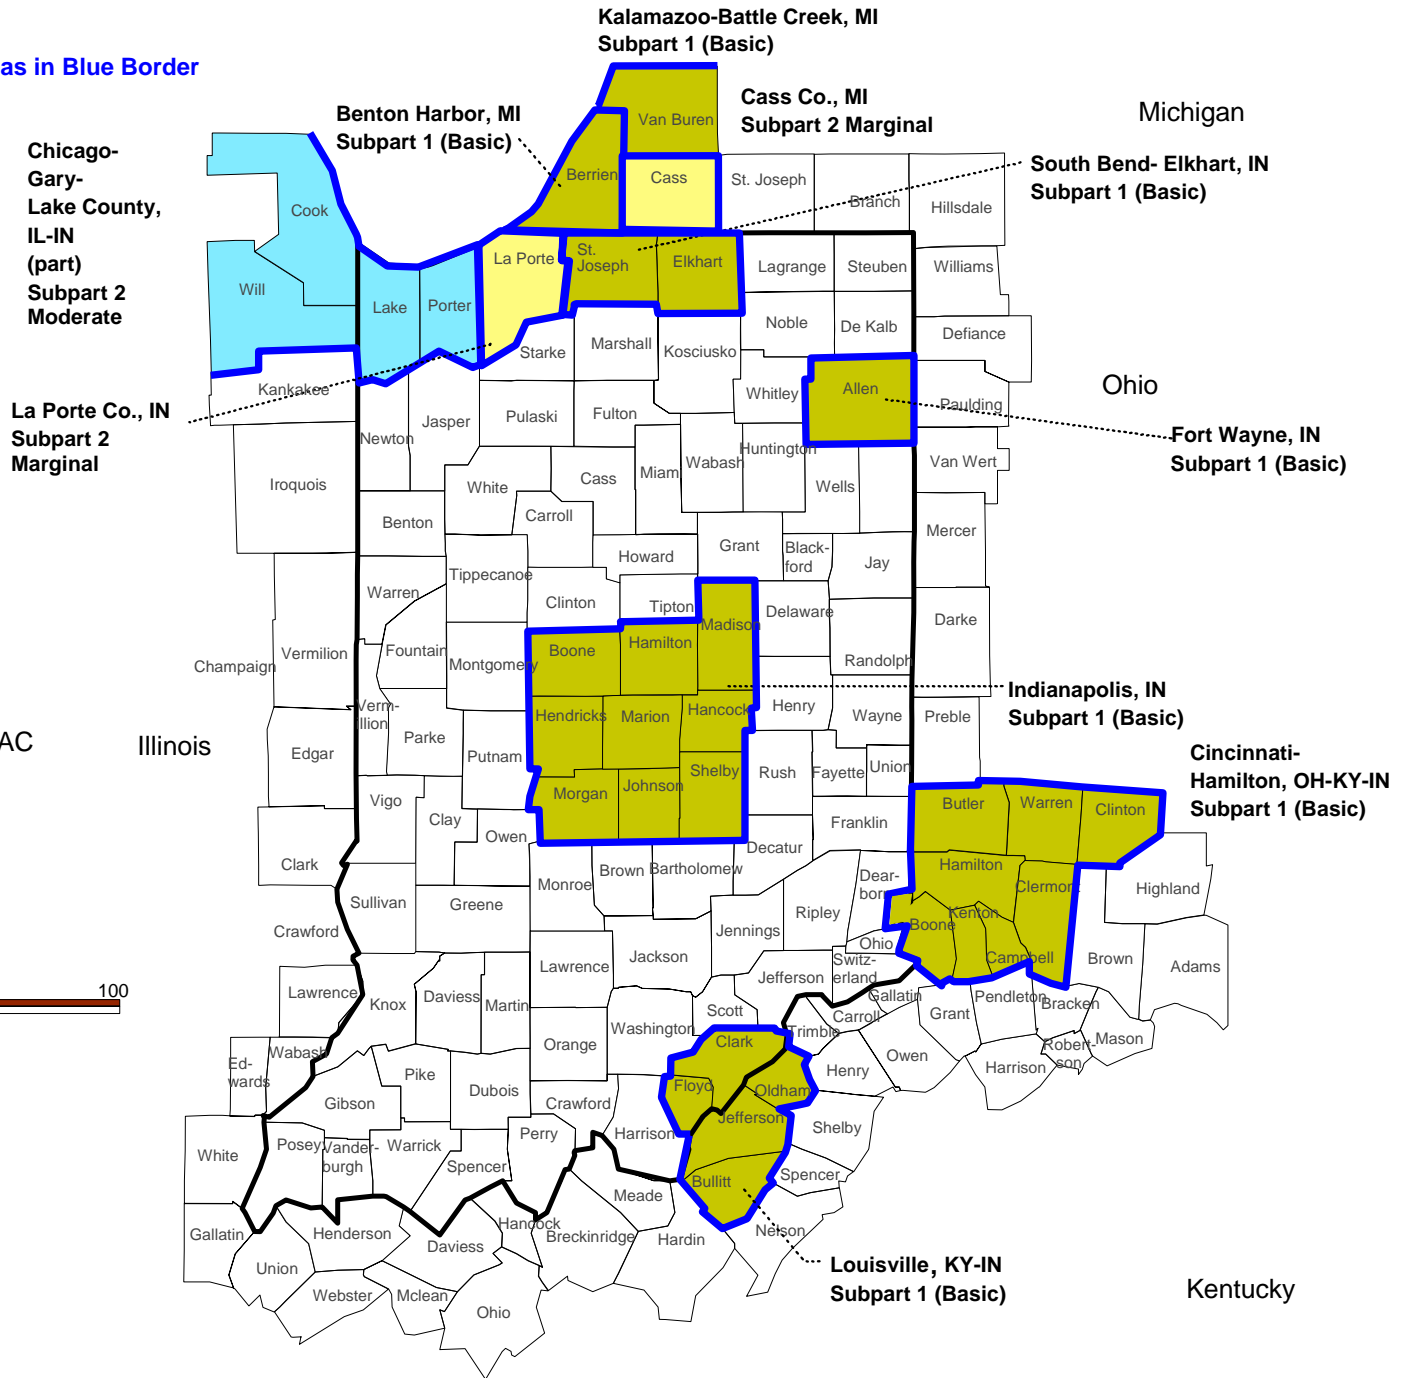 Kalamazoo-Battle Creek, MI
Subpart 1 (Basic)
as in Blue Border
Benton Harbor, MI
Subpart 1 (Basic)
Cass Co., MI
Subpart 2 Marginal
Michigan
Chicago-
Gary-
Lake County,
IL-IN
(part)
Subpart 2
Moderate
South Bend- Elkhart, IN
Subpart 1 (Basic)
La Porte Co., IN
Subpart 2
Marginal
Ohio
Fort Wayne, IN
Subpart 1 (Basic)
Indianapolis, IN
Subpart 1 (Basic)
AC
Illinois
Cincinnati-
Hamilton, OH-KY-IN
Subpart 1 (Basic)
100
Louisville, KY-IN
Subpart 1 (Basic)
Kentucky
Van Buren
Berrien
Cass
St. Joseph
Branch
Hillsdale
Cook
Will
Lake
Porter
La Porte
St.
Joseph
Elkhart
Lagrange
Steuben
Williams
Noble
De Kalb
Defiance
Starke
Marshall
Kosciusko
Kankakee
Whitley
Allen
Paulding
Newton
Jasper
Pulaski
Fulton
Iroquois
White
Cass
Miam
Wabash
Huntington
Wells
Van Wert
Benton
Carroll
Howard
Grant
Black-
ford
Jay
Mercer
Warren
Tippecanoe
Clinton
Tipton
Madison
Delaware
Darke
Champaign
Vermilion
Fountain
Montgomery
Boone
Hamilton
Randolph
Verm-
illion
Parke
Putnam
Hendricks
Marion
Hancock
Henry
Wayne
Preble
Edgar
Vigo
Clay
Owen
Morgan
Johnson
Shelby
Rush
Fayette
Union
Butler
Warren
Clinton
Clark
Sullivan
Greene
Monroe
Brown
Bartholomew
Decatur
Franklin
Dear-
born
Hamilton
Clermont
Highland
Crawford
Ripley
Jennings
Ohio
Boone
Kenton
Campbell
Brown
Adams
Lawrence
Knox
Daviess
Martin
Lawrence
Jackson
Jefferson
Switz-
erland
Gallatin
Grant
Pendleton
Bracken
Mason
Ed-
wards
Wabash
Pike
Dubois
Orange
Washington
Scott
Clark
Trimble
Carroll
Owen
Henry
Harrison
Robert-
son
Gibson
Crawford
Harrison
Floyd
Oldham
Jefferson
Shelby
White
Posey
Vander-
burgh
Warrick
Spencer
Perry
Bullitt
Spencer
Gallatin
Union
Henderson
Daviess
Hancock
Breckinridge
Meade
Hardin
Nelson
Webster
Mclean
Ohio